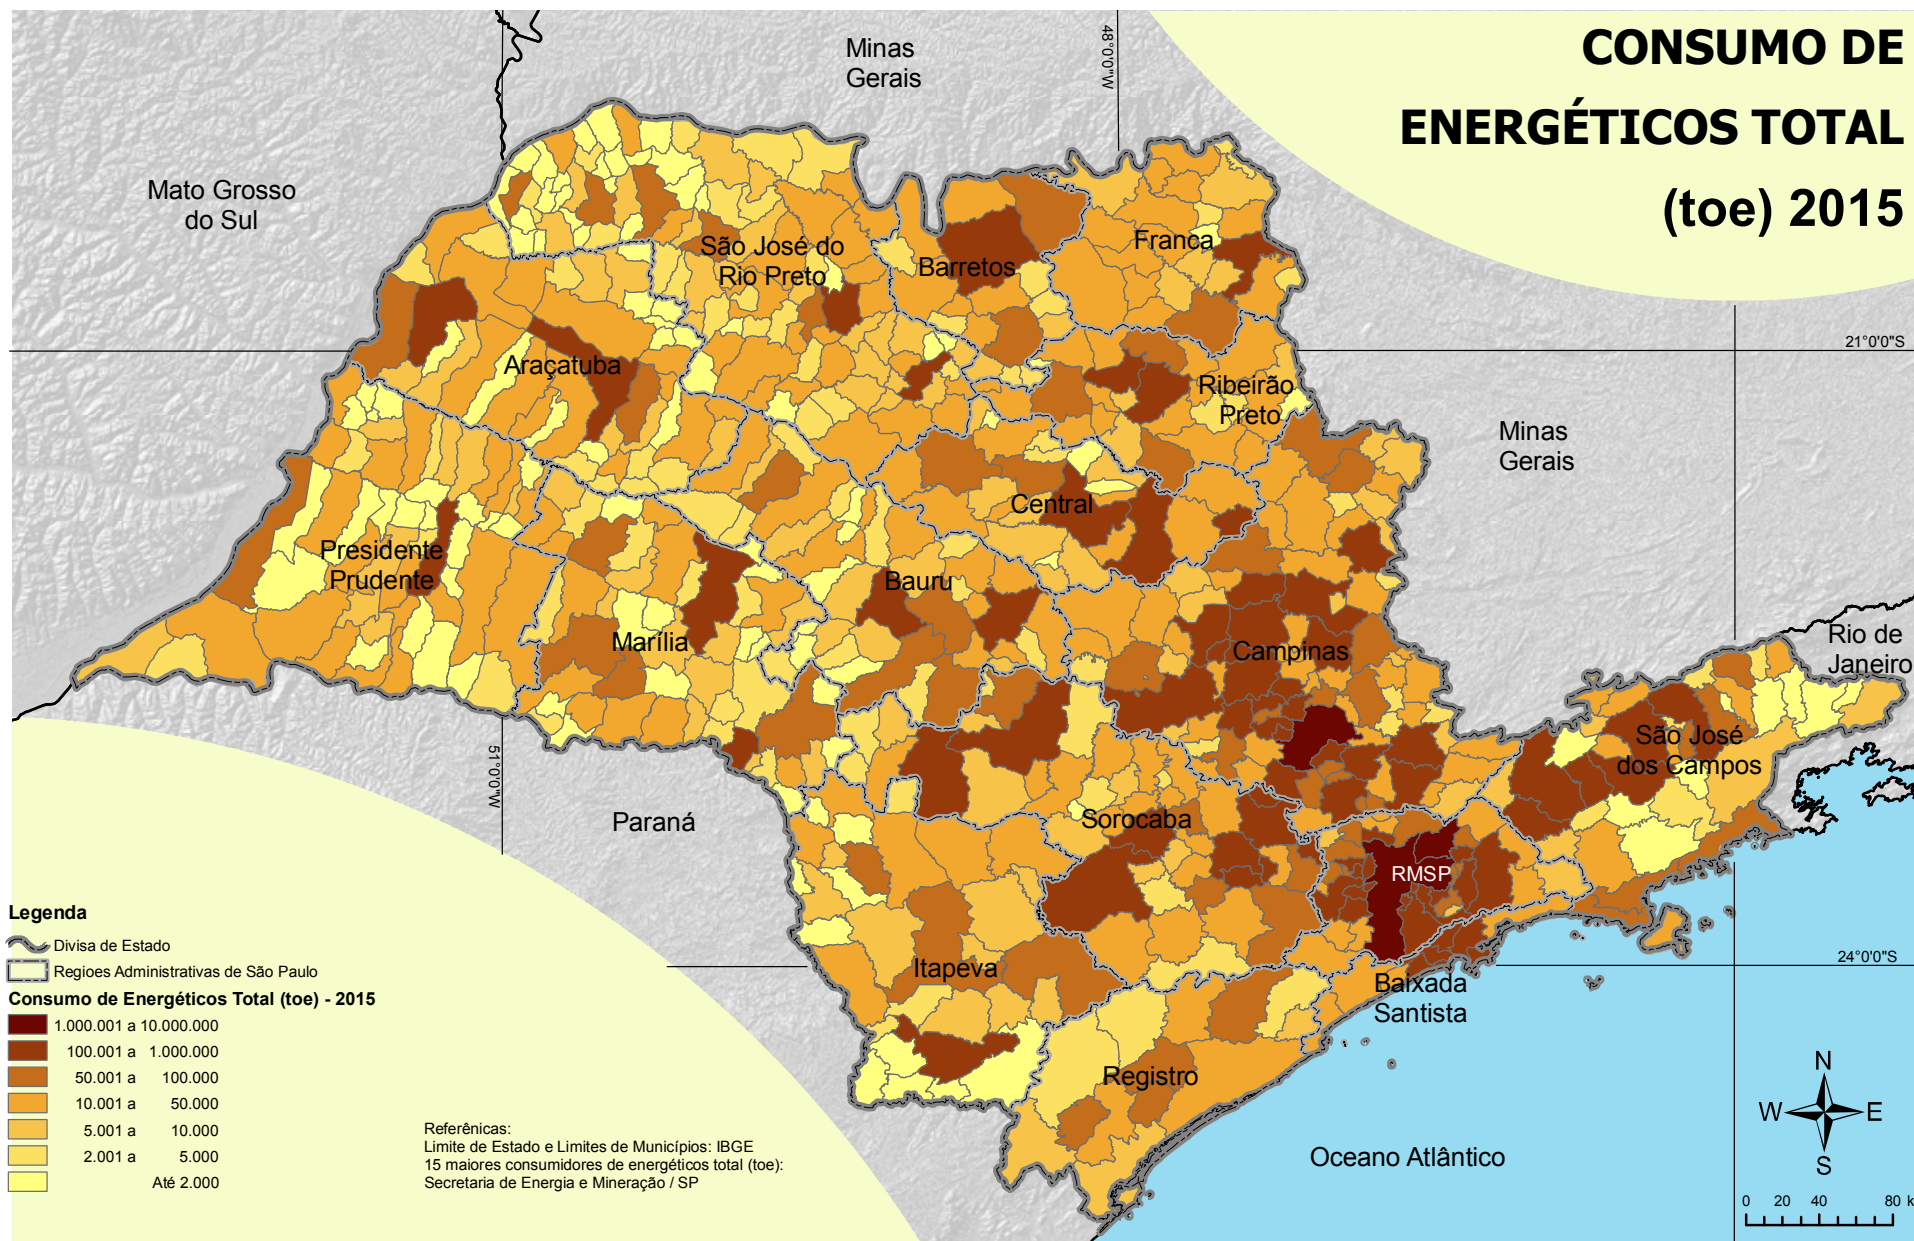 CONSUMO DE
ENERGÉTICOS TOTAL
(toe) 2015
Minas
Gerais
48°0'0"W
Mato Grosso
do Sul
Franca
São José do
Rio Preto
Barretos
21°0'0"S
Araçatuba
Ribeirão
Preto
Minas
Gerais
Central
Presidente
Prudente
Bauru
Marília
Campinas
Rio de
Janeiro
São José
dos Campos
51°0'0"W
Paraná
Sorocaba
RMSP
Itapeva
24°0'0"S
Baixada
Santista
Registro
Oceano Atlântico
Legenda
Divisa de Estado
Regioes Administrativas de São Paulo
Consumo de Energéticos Total (toe) - 2015
1.000.001 a 10.000.000
100.001 a 1.000.000
50.001 a 100.000
10.001 a 50.000
5.001 a 10.000
2.001 a 5.000
Até 2.000
Referênicas:
Limite de Estado e Limites de Municípios: IBGE
15 maiores consumidores de energéticos total (toe):
Secretaria de Energia e Mineração / SP
N
W E
S
0 20 40 80 k